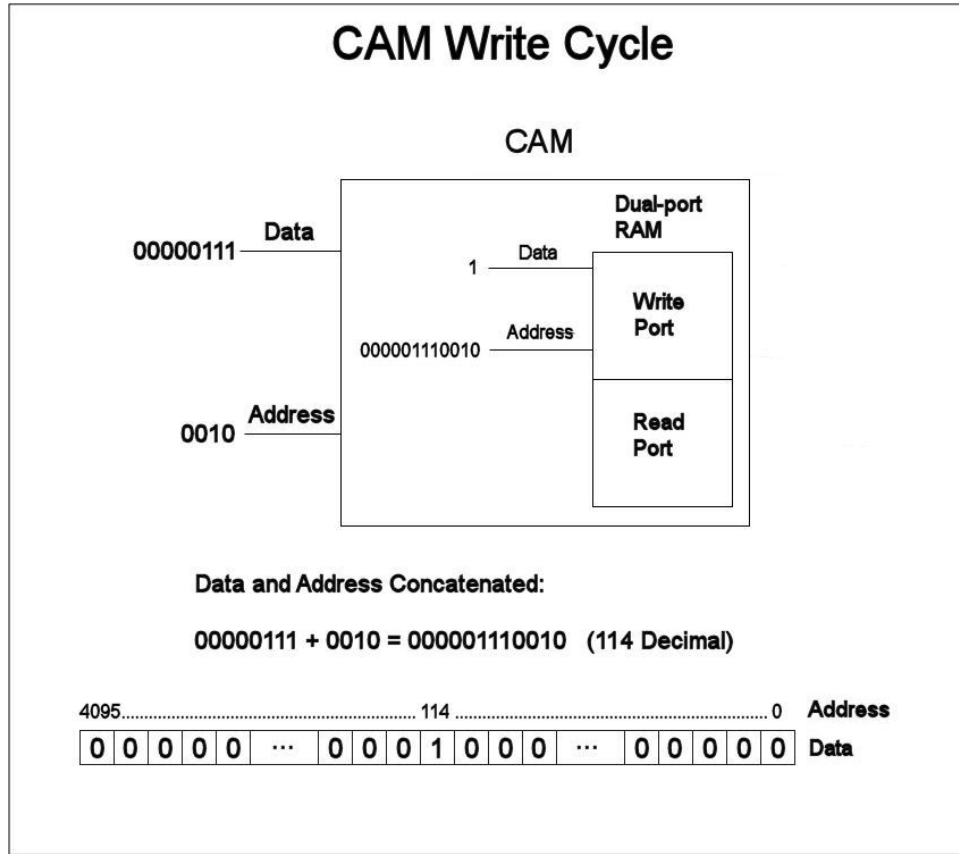 CAM Write Cycle
CAM
Dual-port
RAM
00000111 Data
1 Data
Write
Port
000001110010 Address
0010 Address
Read
Port
Data and Address Concatenated:
00000111 + 0010 = 000001110010 (114 Decimal)
4095........................................................................ 114 ........................................................................ 0 Address
0 0 0 0 0 ... 0 0 0 1 0 0 0 ... 0 0 0 0 0 Data